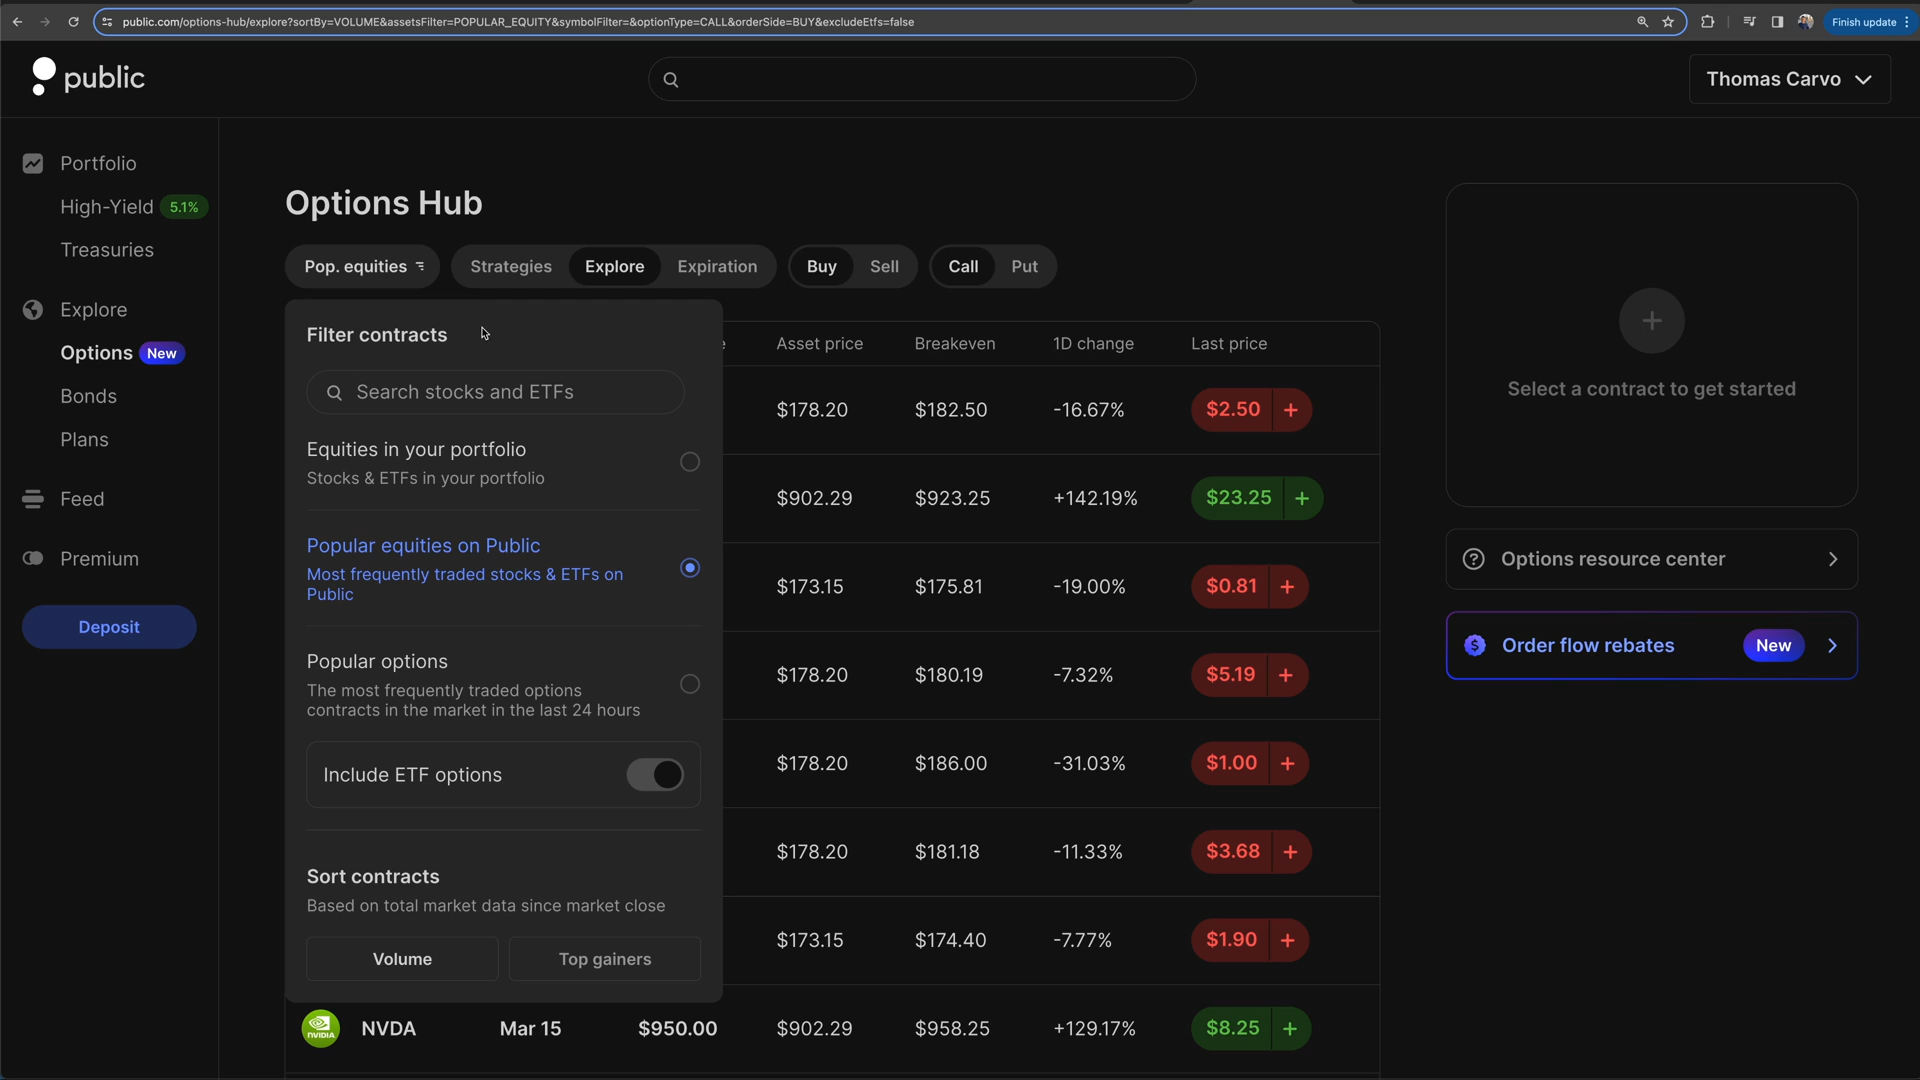 public.com/options-hub/explore?sortBy=VOLUME&assetsFilter=POPULAR_EQUITY&symbolFilter=&optionType=CALL&orderSide=BUY&excludeEtfs=false
Finish update
public
Thomas Carvo
Portfolio
High-Yield 5.1%
Treasuries
Explore
Options New
Bonds
Plans
Feed
Premium
Deposit
Options Hub
Pop. equities Strategies Explore Expiration Buy Sell Call Put
Filter contracts
Search stocks and ETFs
Equities in your portfolio
Stocks & ETFs in your portfolio
Popular equities on Public
Most frequently traded stocks & ETFs on
Public
Popular options
The most frequently traded options
contracts in the market in the last 24 hours
Include ETF options
Sort contracts
Based on total market data since market close
Volume Top gainers
Asset price Breakeven 1D change Last price
$178.20 $182.50 -16.67% $2.50 +
$902.29 $923.25 +142.19% $23.25 +
$173.15 $175.81 -19.00% $0.81 +
$178.20 $180.19 -7.32% $5.19 +
$178.20 $186.00 -31.03% $1.00 +
$178.20 $181.18 -11.33% $3.68 +
$173.15 $174.40 -7.77% $1.90 +
NVIDIA NVDA Mar 15 $950.00 $902.29 $958.25 +129.17% $8.25 +
Select a contract to get started
Options resource center
Order flow rebates New